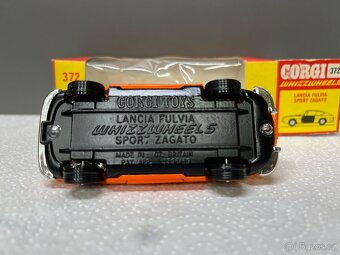 372
CORGI 372
WHIZZWHEELS
LANCIA FULVIA
SPORT ZAGATO
CORGI TOYS
LANCIA FULVIA
WHIZZWHEELS
SPORT ZAGATO
MADE IN GT. BRITAIN